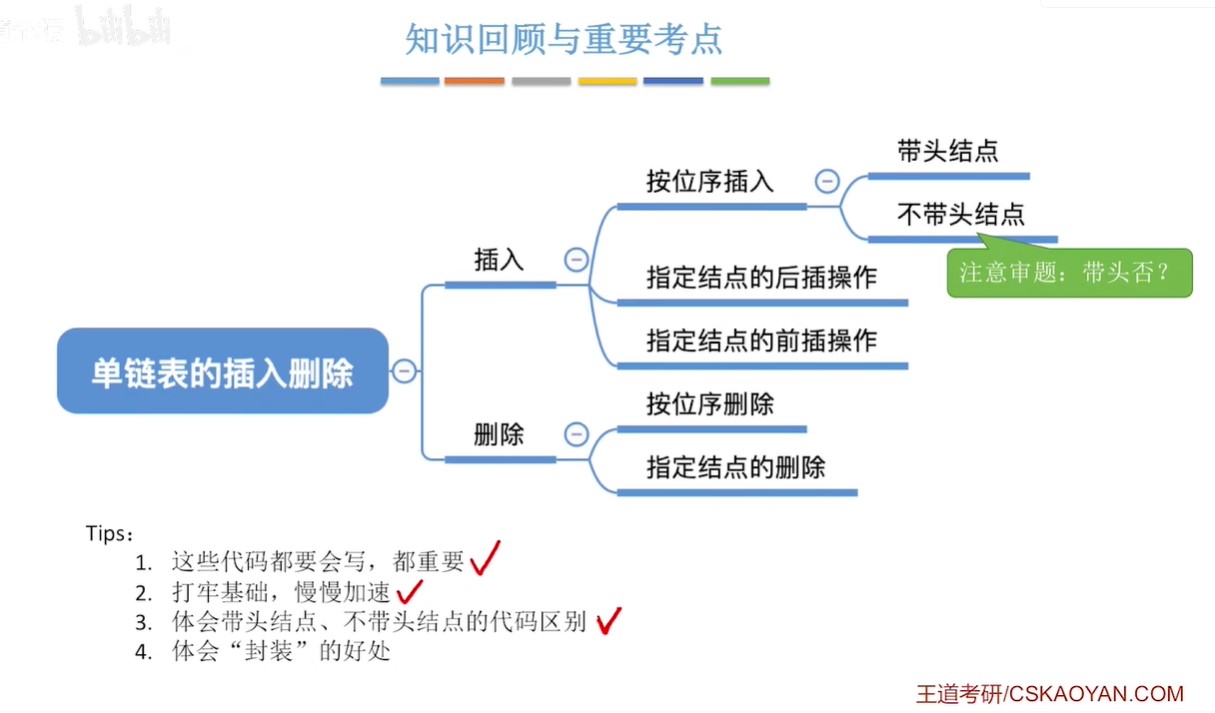 bilibili
知识回顾与重要考点
带头结点
按位序插入
不带头结点
插入
注意审题：带头否？
指定结点的后插操作
指定结点的前插操作
单链表的插入删除
按位序删除
删除
指定结点的删除
Tips：
1. 这些代码都要会写，都重要
2. 打牢基础，慢慢加速
3. 体会带头结点、不带头结点的代码区别
4. 体会“封装”的好处
王道考研/CSKAOYAN.COM